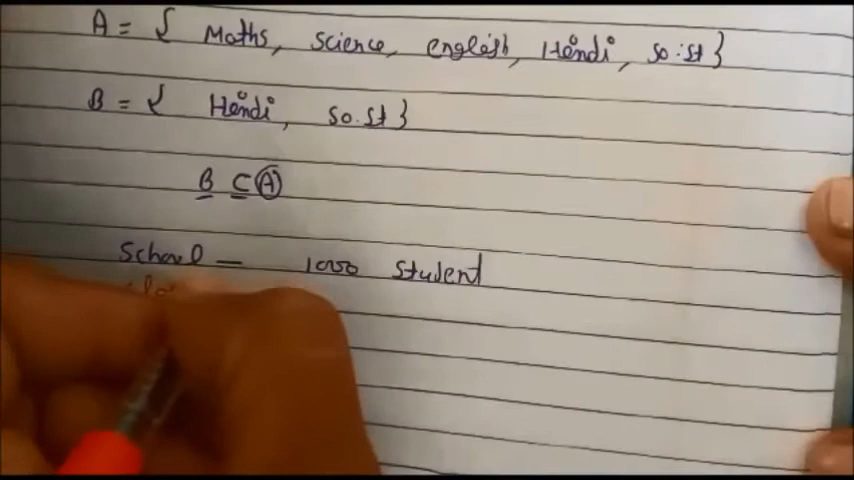 A = { Maths, Science, english, Hindi, so.st }
B = { Hindi, so.st }
B ⊂ A
School - 1000 Student